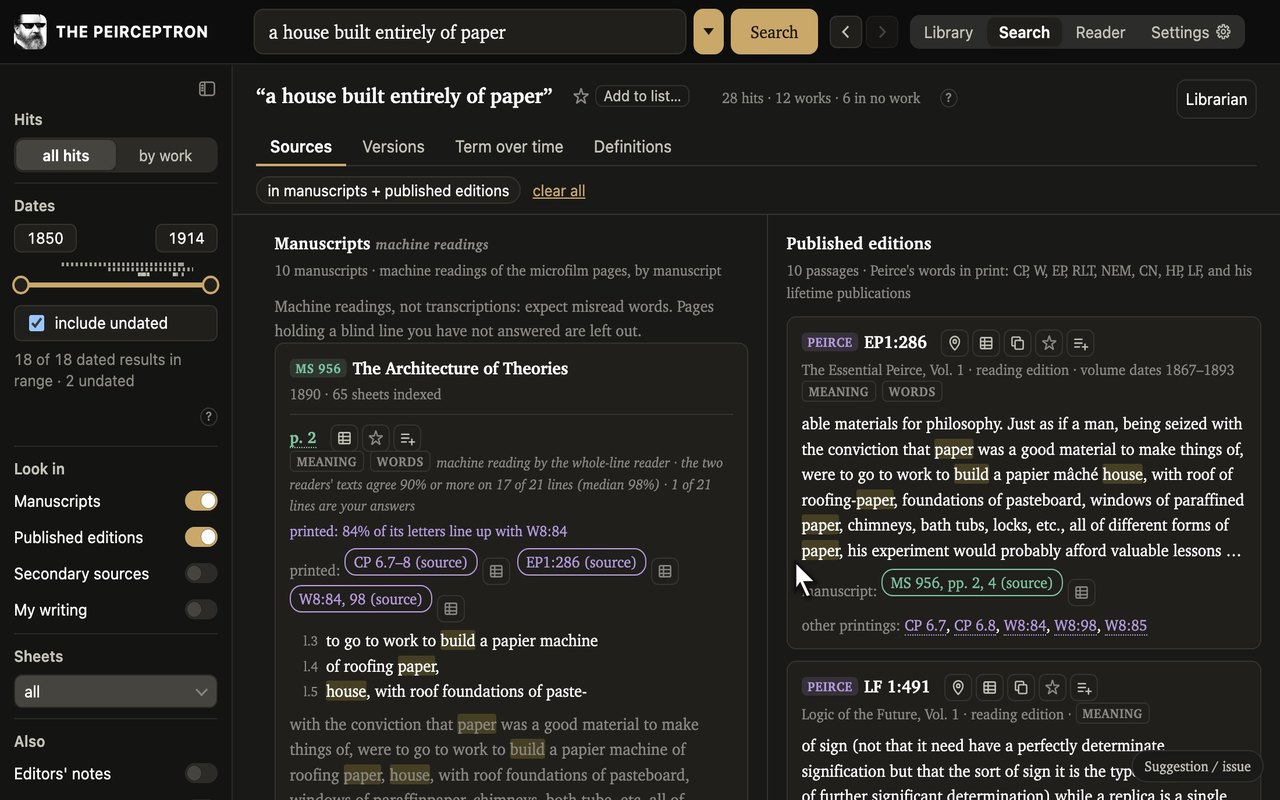 THE PEIRCEPTRON
a house built entirely of paper
Search
Library
Search
Reader
Settings
Hits
all hits
by work
Dates
1850
1914
include undated
18 of 18 dated results in
range · 2 undated
?
Look in
Manuscripts
Published editions
Secondary sources
My writing
Sheets
all
Also
Editors' notes
“a house built entirely of paper”
Add to list...
28 hits · 12 works · 6 in no work
?
Librarian
Sources
Versions
Term over time
Definitions
in manuscripts + published editions
clear all
Manuscripts machine readings
10 manuscripts · machine readings of the microfilm pages, by manuscript
Machine readings, not transcriptions: expect misread words. Pages
holding a blind line you have not answered are left out.
MS 956 The Architecture of Theories
1890 · 65 sheets indexed
p. 2
MEANING WORDS machine reading by the whole-line reader · the two
readers' texts agree 90% or more on 17 of 21 lines (median 98%) · 1 of 21
lines are your answers
printed: 84% of its letters line up with W8:84
printed: CP 6.7–8 (source) EP1:286 (source)
W8:84, 98 (source)
1.3 to go to work to build a papier machine
1.4 of roofing paper,
1.5 house, with roof foundations of paste-
with the conviction that paper was a good material to make
things of, were to go to work to build a papier machine of
roofing paper, house, with roof foundations of pasteboard,
windows of paraffinpaper, chimneys, both tube, etc, all of
Published editions
10 passages · Peirce's words in print: CP, W, EP, RLT, NEM, CN, HP, LF, and his
lifetime publications
PEIRCE EP1:286
The Essential Peirce, Vol. 1 · reading edition · volume dates 1867–1893
MEANING WORDS
able materials for philosophy. Just as if a man, being seized with
the conviction that paper was a good material to make things of,
were to go to work to build a papier mâché house, with roof of
roofing-paper, foundations of pasteboard, windows of paraffined
paper, chimneys, bath tubs, locks, etc., all of different forms of
paper, his experiment would probably afford valuable lessons …
manuscript: MS 956, pp. 2, 4 (source)
other printings: CP 6.7, CP 6.8, W8:84, W8:98, W8:85
PEIRCE LF 1:491
Logic of the Future, Vol. 1 · reading edition · MEANING
of sign (not that it need have a perfectly determinate
signification but that the sort of sign it is the type
of further signification determination) while a replica is a single
Suggestion / issue